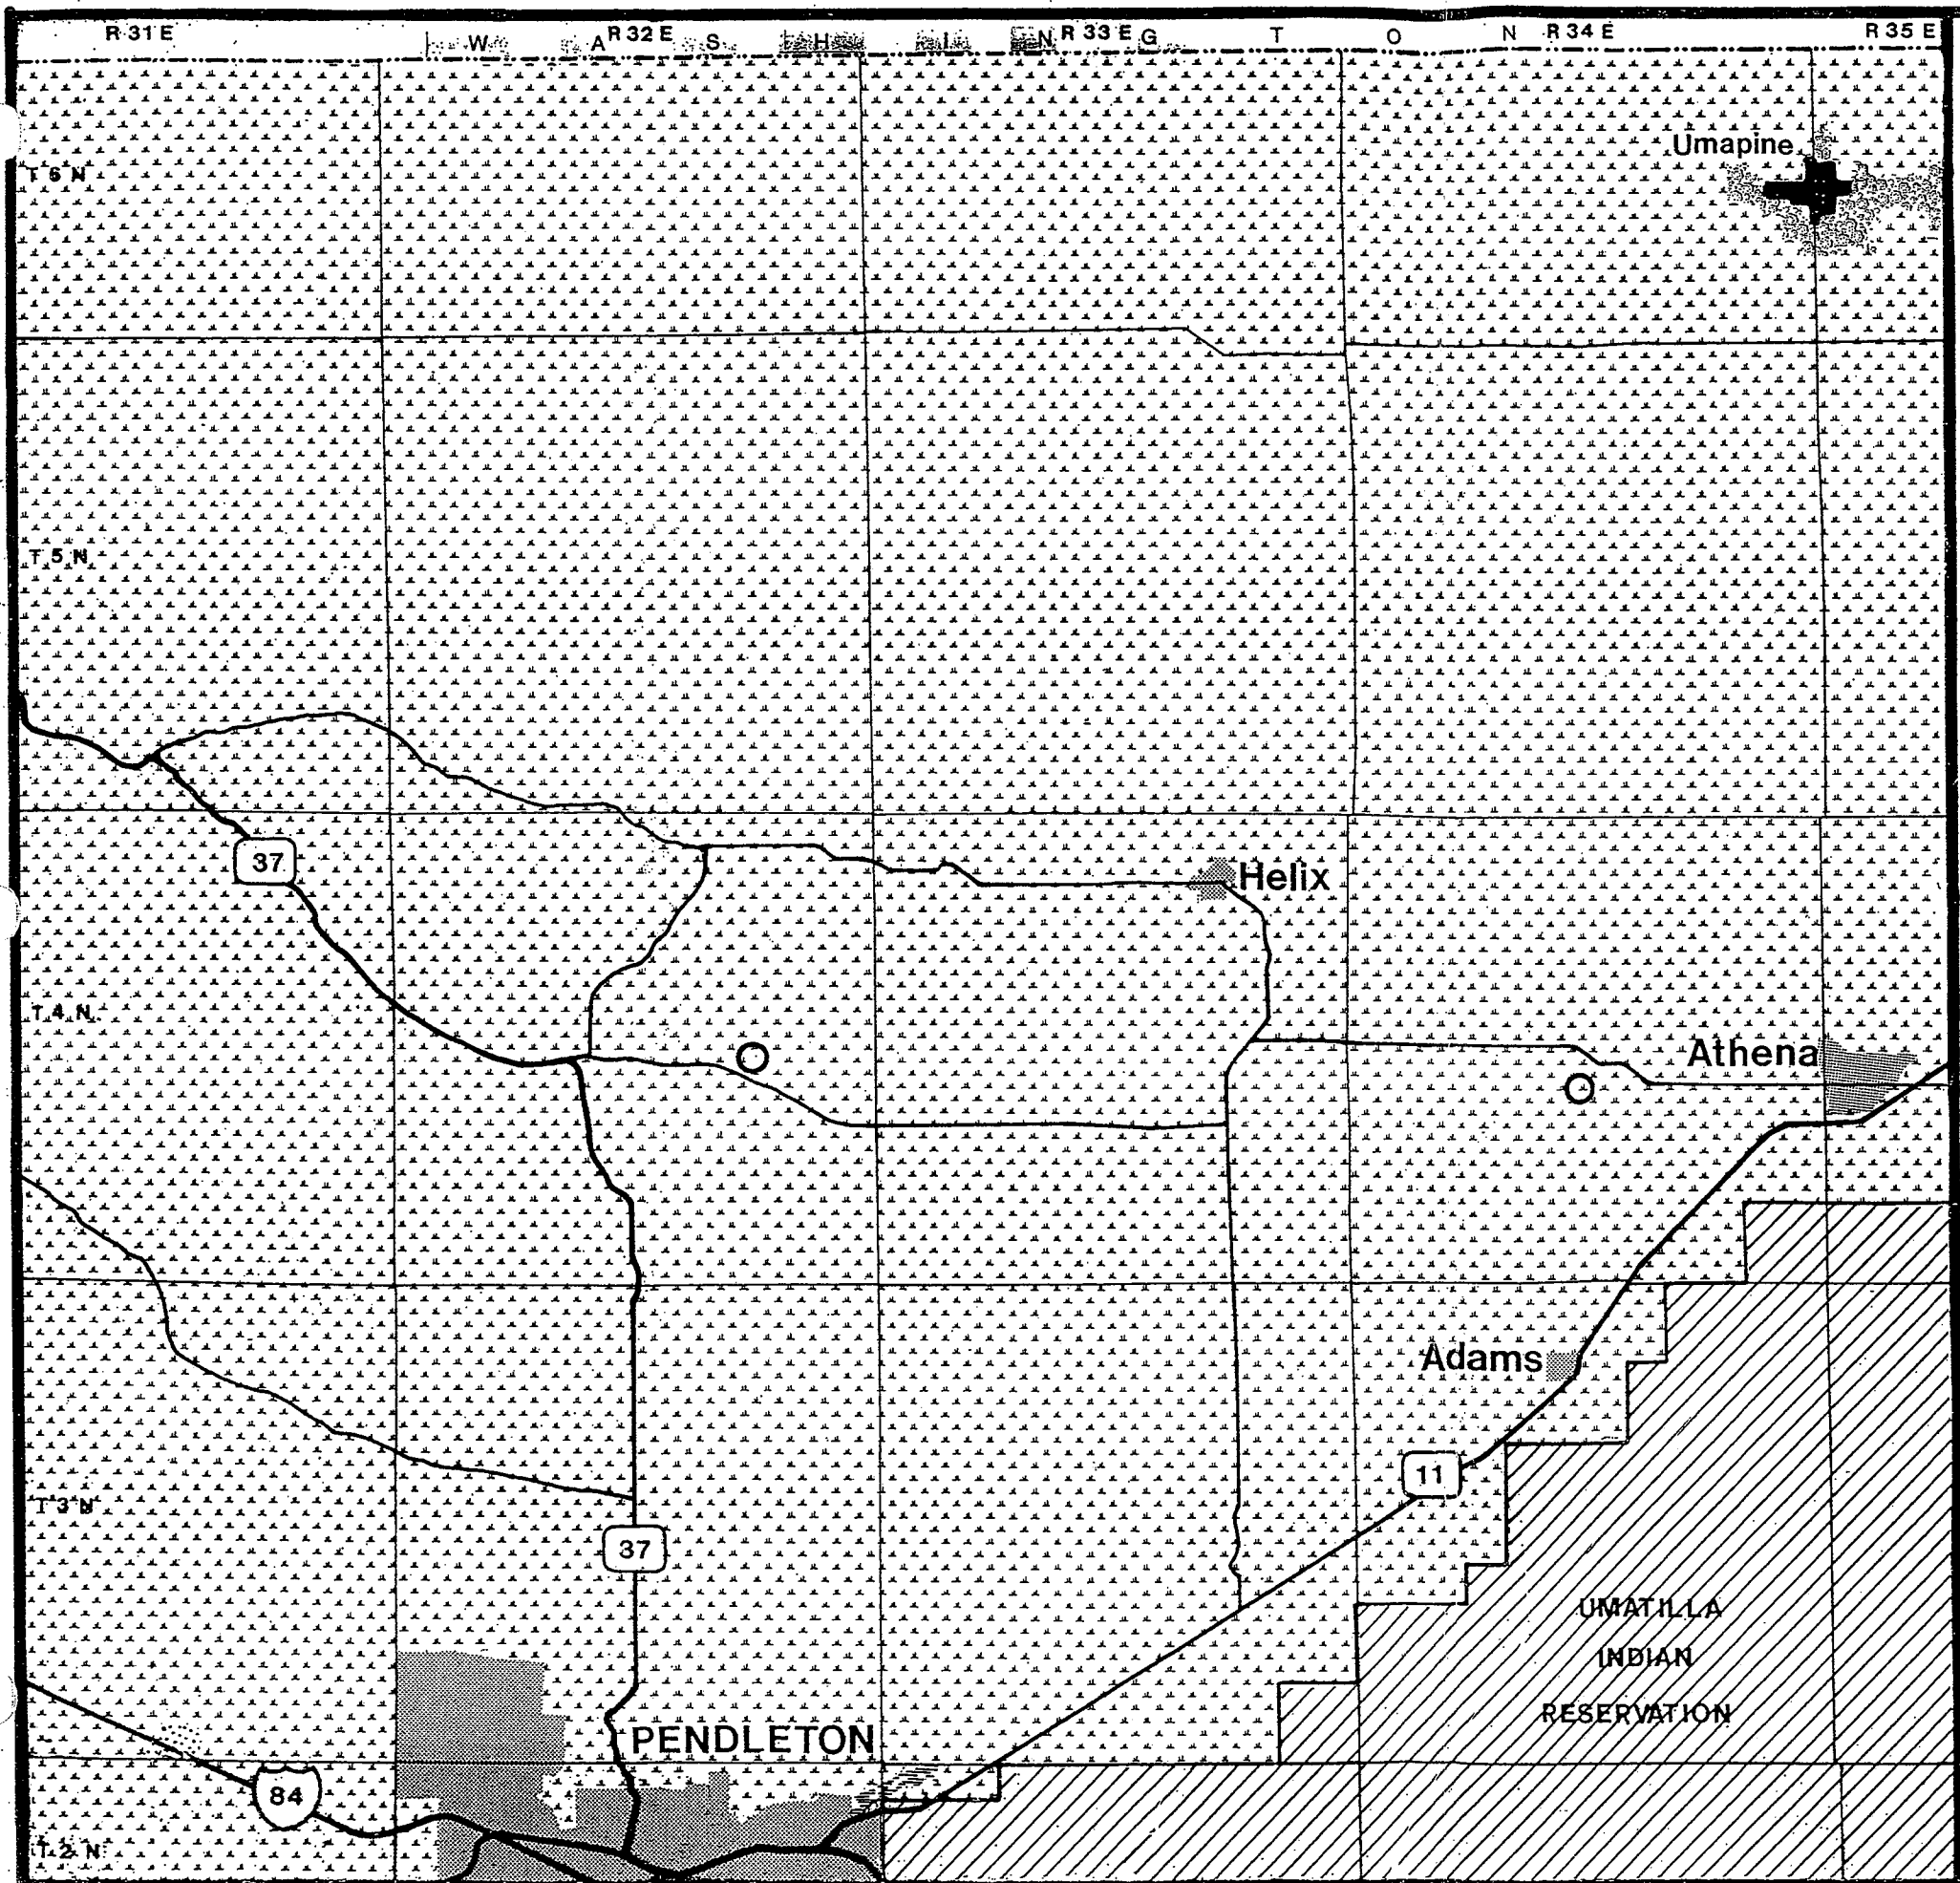 R 31 E R 32 E R 33 E R 34 E R 35 E
W A S H I N G T O N
Umapine
T 6 N
T 5 N
37
Helix
T 4 N
Athena
Adams
11
T 3 N
37
UMATILLA
INDIAN
RESERVATION
PENDLETON
84
T 2 N